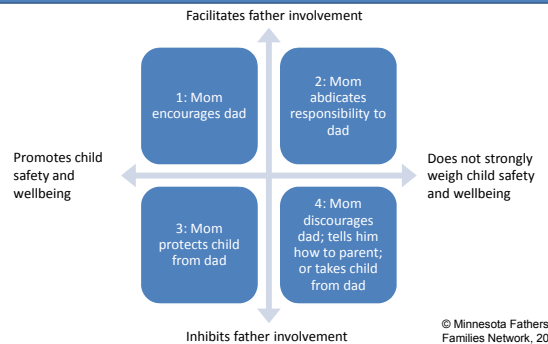 Facilitates father involvement
1: Mom
encourages dad
2: Mom
abdicates
responsibility to
dad
Promotes child
safety and
wellbeing
Does not strongly
weigh child safety
and wellbeing
3: Mom
protects child
from dad
4: Mom
discourages
dad; tells him
how to parent;
or takes child
from dad
Inhibits father involvement
© Minnesota Fathers
Families Network, 20